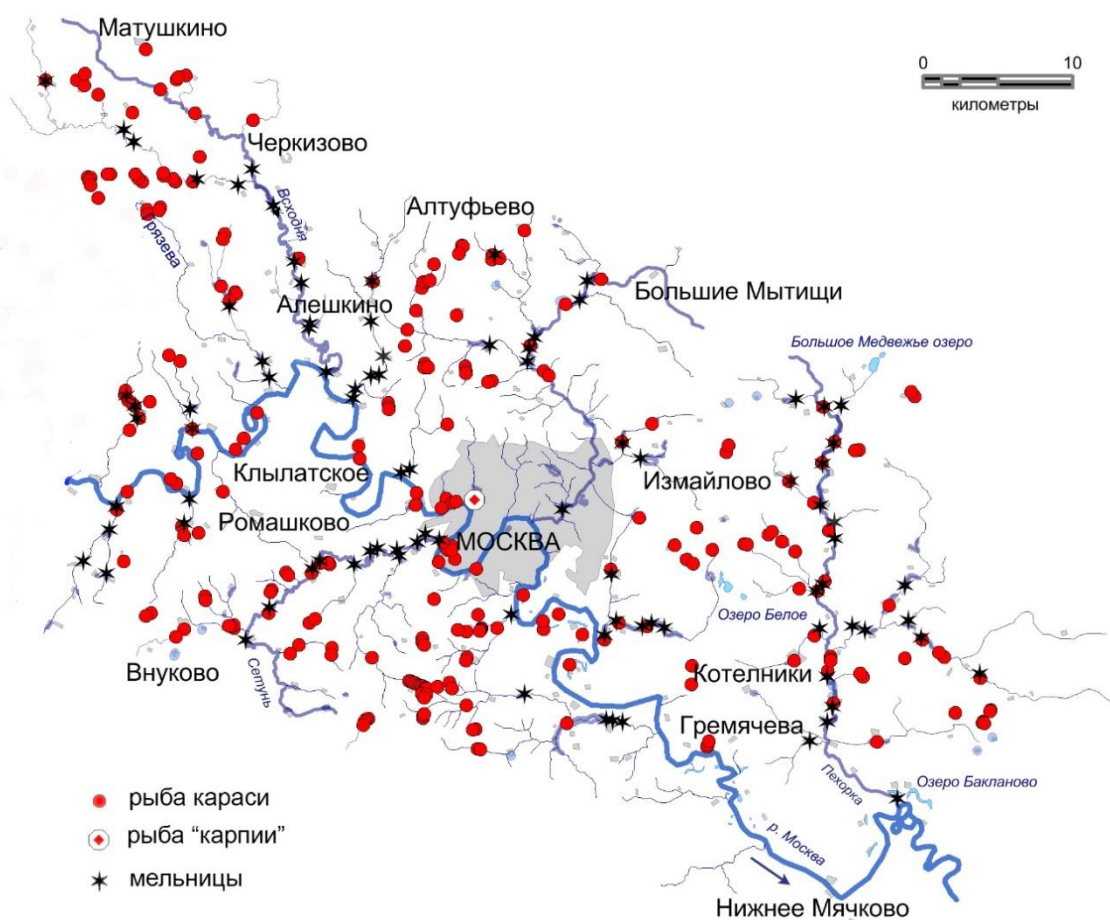 Матушкино
0 10
километры
Черкизово
Всходня
Грязева
Алтуфьево
Алешкино
Большие Мытищи
Большое Медвежье озеро
Клылатское
Измайлово
Ромашково
МОСКВА
Озеро Белое
Внуково
Сетунь
Котелники
Гремячева
Пехорка
Озеро Бакланово
рыба караси
рыба “карпии”
р. Москва
мельницы
Нижнее Мячково